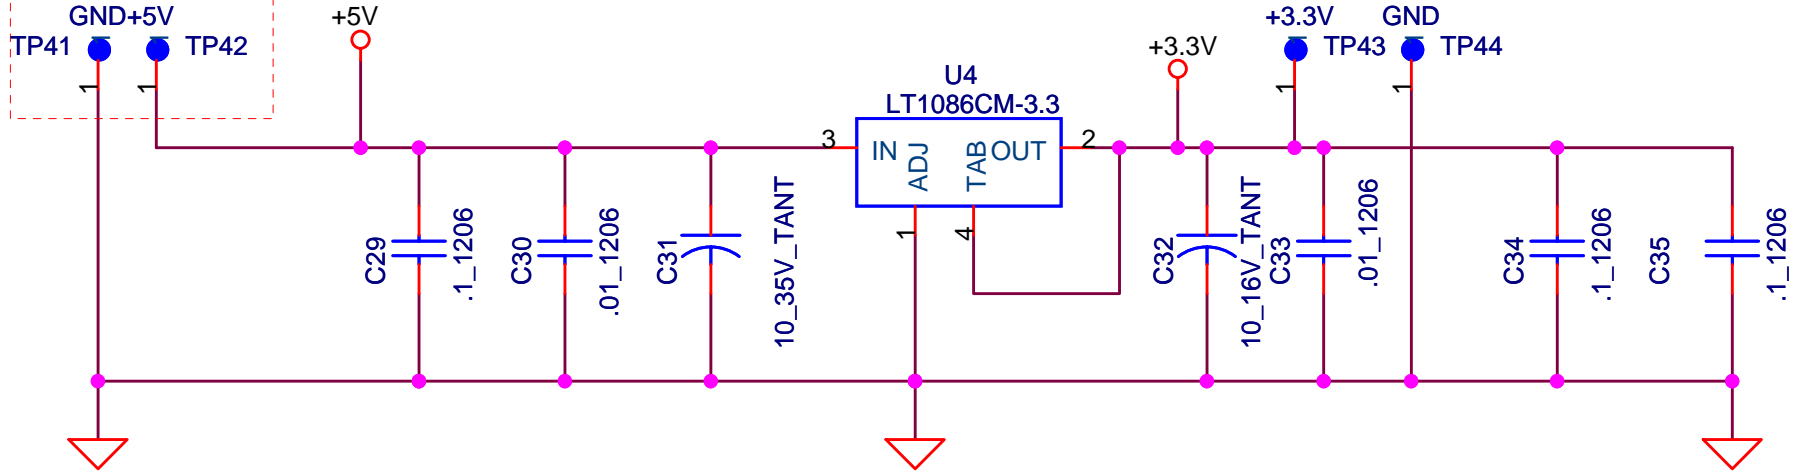 GND
+5V
TP41
TP42
1
1
+5V
U4
LT1086CM-3.3
3
IN
ADJ
TAB
OUT
2
1
4
+3.3V
+3.3V
TP43
1
GND
TP44
1
C29
.1_1206
C30
.01_1206
C31
10_35V_TANT
C32
10_16V_TANT
C33
.01_1206
C34
.1_1206
C35
.1_1206